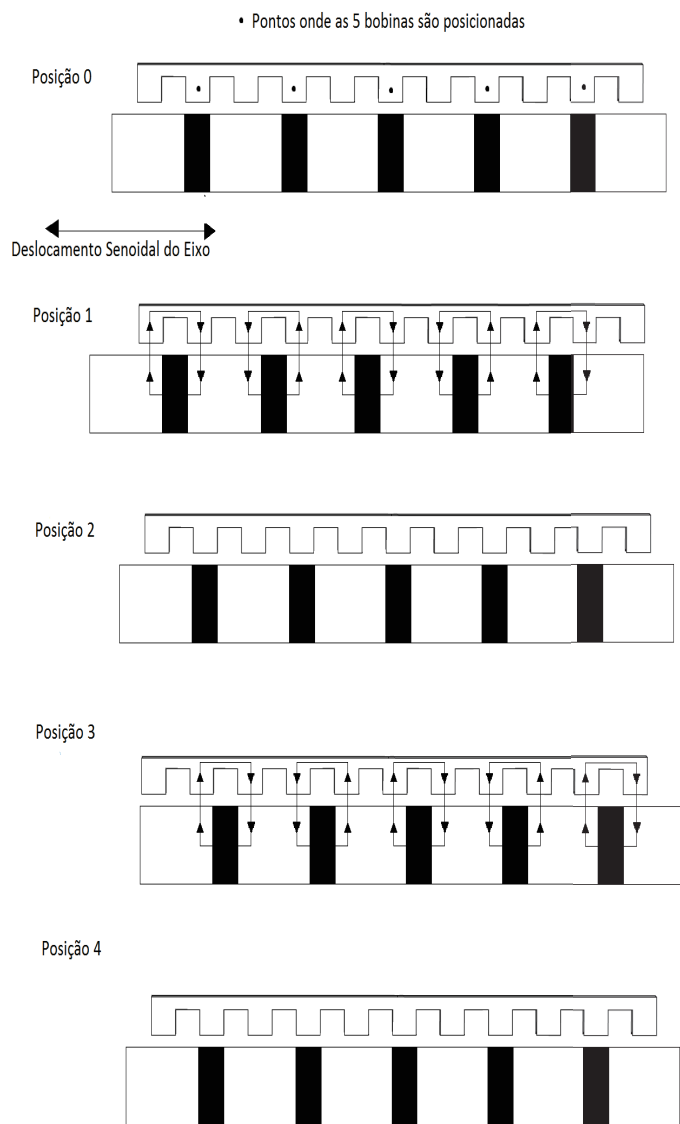 • Pontos onde as 5 bobinas são posicionadas
Posição 0
Deslocamento Senoidal do Eixo
Posição 1
Posição 2
Posição 3
Posição 4